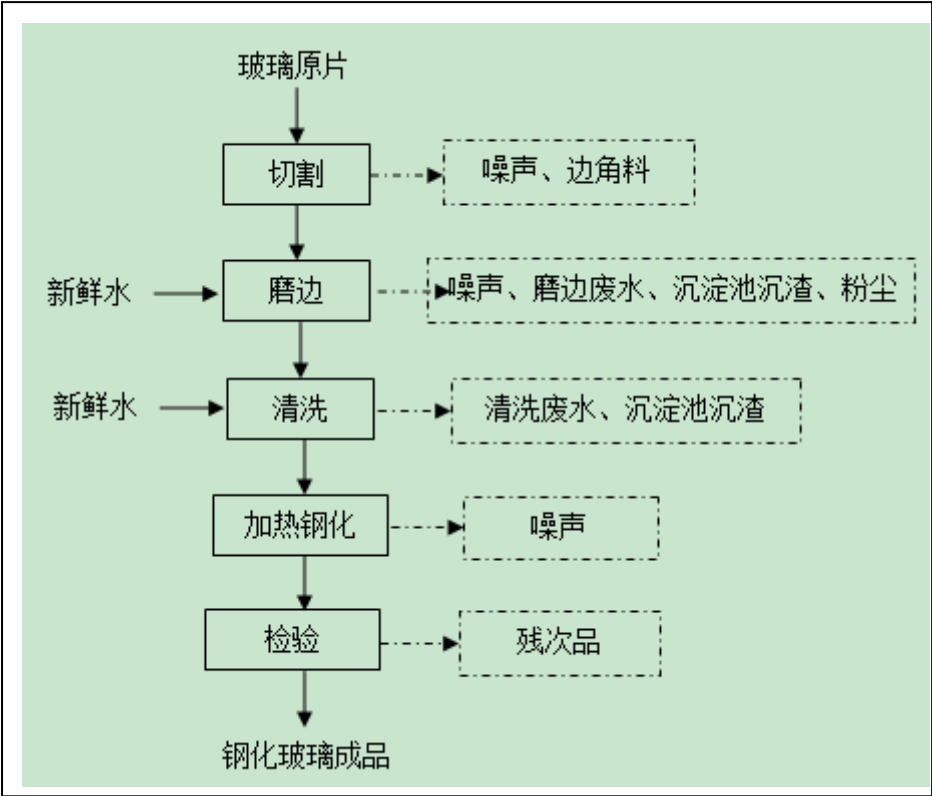 玻璃原片
切割
噪声、边角料
新鲜水
磨边
噪声、磨边废水、沉淀池沉渣、粉尘
新鲜水
清洗
清洗废水、沉淀池沉渣
加热钢化
噪声
检验
残次品
钢化玻璃成品